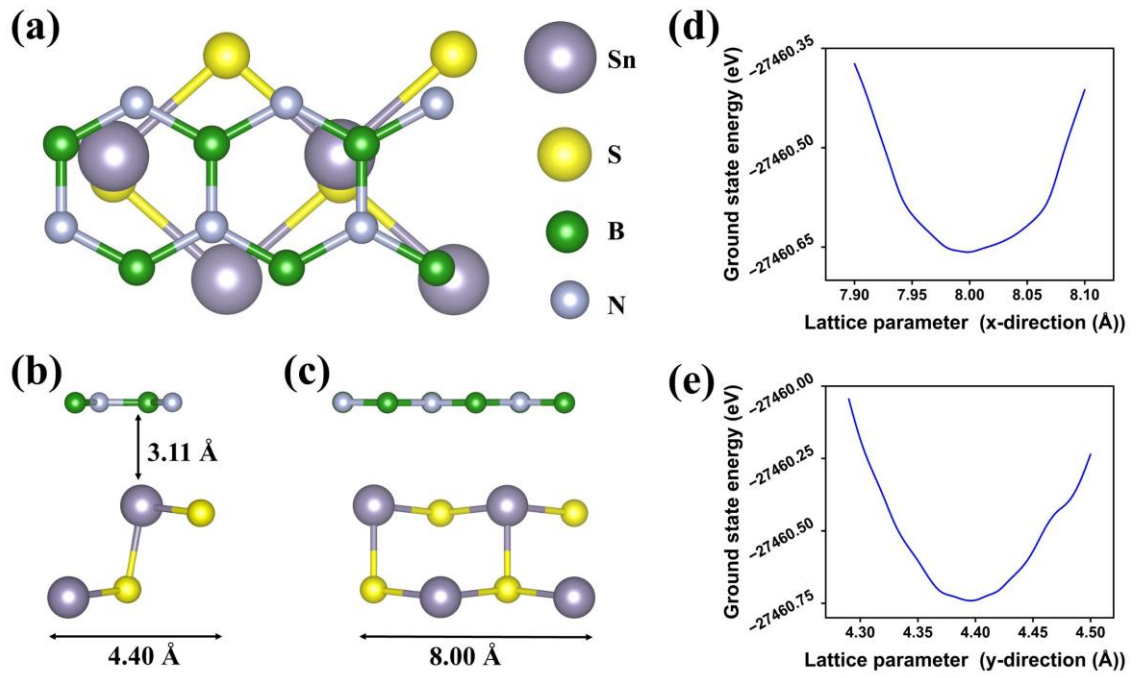 (a)
Sn
S
B
N
(b)
3.11 Å
4.40 Å
(c)
8.00 Å
(d)
Ground state energy (eV)
−27460.35
−27460.50
−27460.65
7.90 7.95 8.00 8.05 8.10
Lattice parameter (x-direction (Å))
(e)
Ground state energy (eV)
−27460.00
−27460.25
−27460.50
−27460.75
4.30 4.35 4.40 4.45 4.50
Lattice parameter (y-direction (Å))